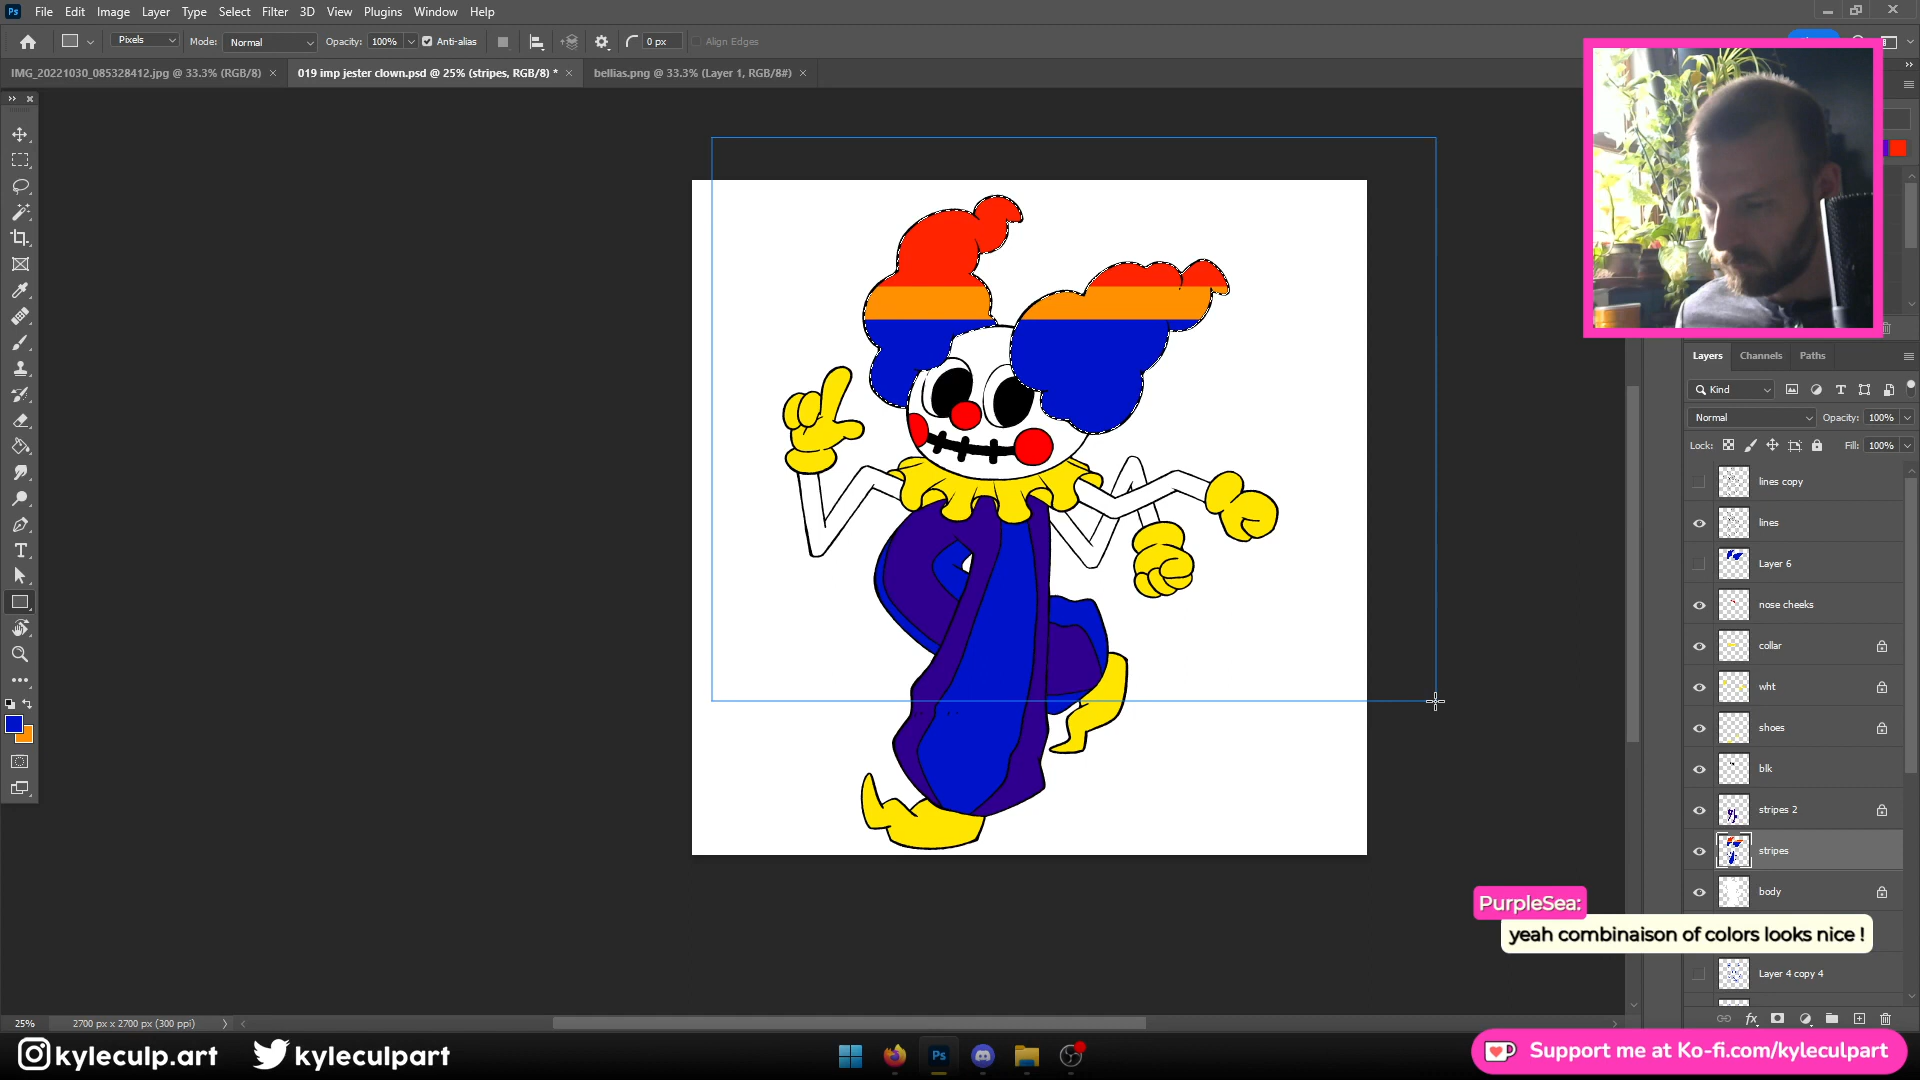 Ps File Edit Image Layer Type Select Filter 3D View Plugins Window Help
Pixels Mode: Normal Opacity: 100% Anti-alias 0 px Align Edges
IMG_20221030_085328412.jpg @ 33.3% (RGB/8) 019 imp jester clown.psd @ 25% (stripes, RGB/8) * bellias.png @ 33.3% (Layer 1, RGB/8#)
Layers Channels Paths
Kind
Normal Opacity: 100%
Lock: Fill: 100%
lines copy
lines
Layer 6
nose cheeks
collar
wht
shoes
blk
stripes 2
stripes
body
PurpleSea:
yeah combinaison of colors looks nice !
Layer 4 copy 4
25% 2700 px x 2700 px (300 ppi)
kyleculp.art kyleculpart
Ps
Support me at Ko-fi.com/kyleculpart